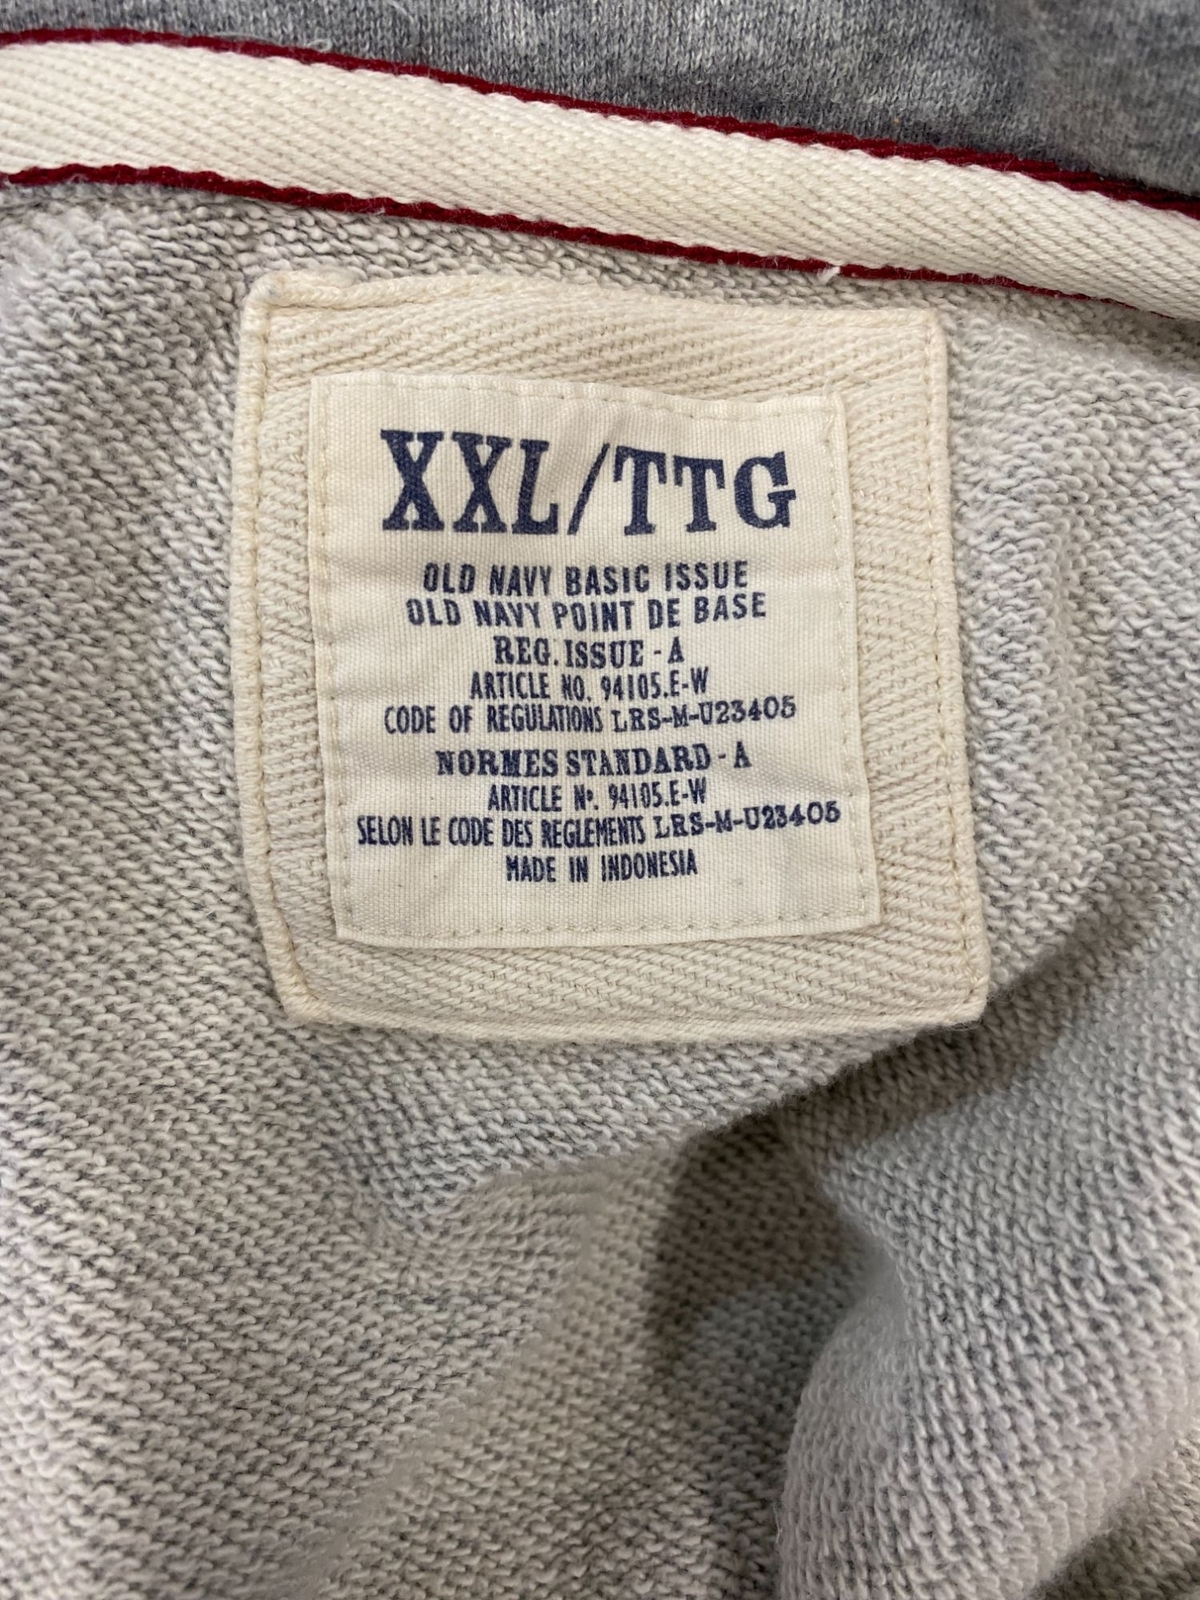 XXL/TTG
OLD NAVY BASIC ISSUE
OLD NAVY POINT DE BASE
REG. ISSUE - A
ARTICLE NO. 94105.E-W
CODE OF REGULATIONS LRS-M-U23405
NORMES STANDARD - A
ARTICLE Nº. 94105.E-W
SELON LE CODE DES REGLEMENTS LRS-M-U23405
MADE IN INDONESIA